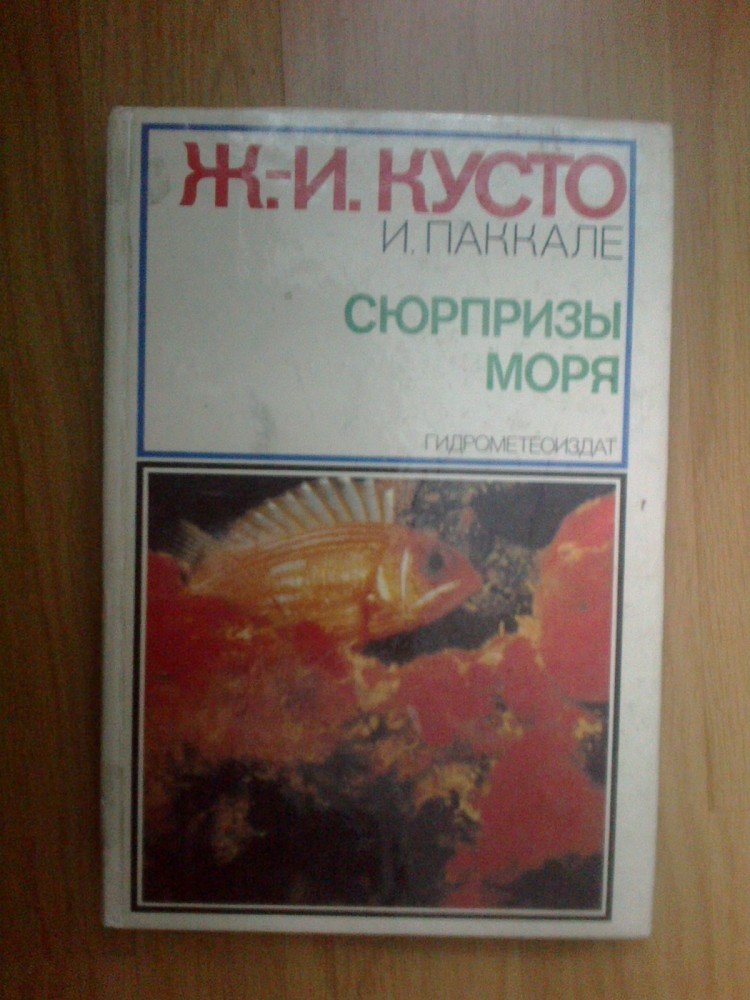 Ж.-И. КУСТО
И. ПАККАЛЕ
СЮРПРИЗЫ
МОРЯ
ГИДРОМЕТЕОИЗДАТ